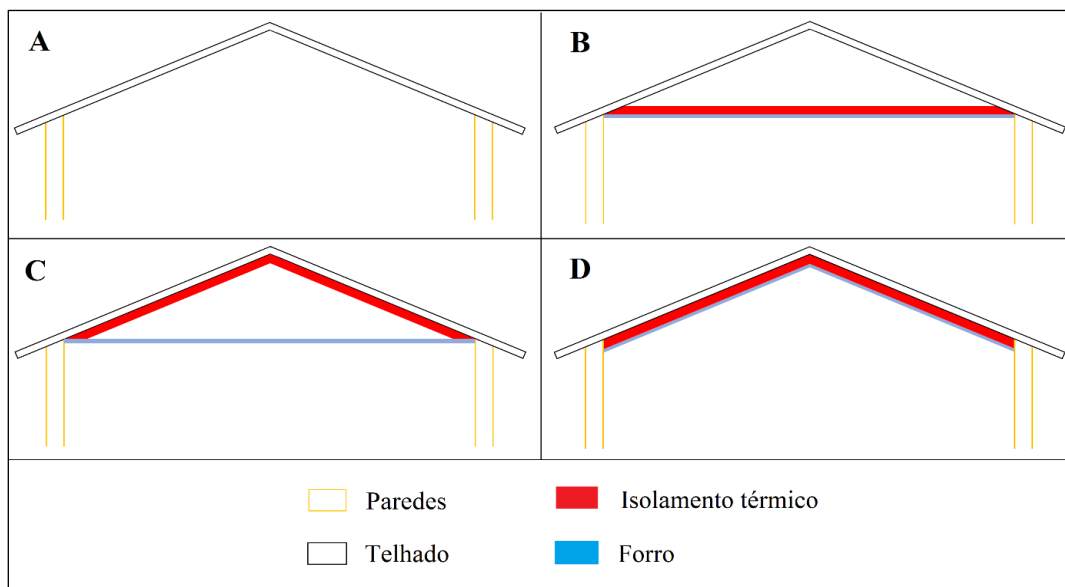 A
B
C
D
Paredes
Isolamento térmico
Telhado
Forro